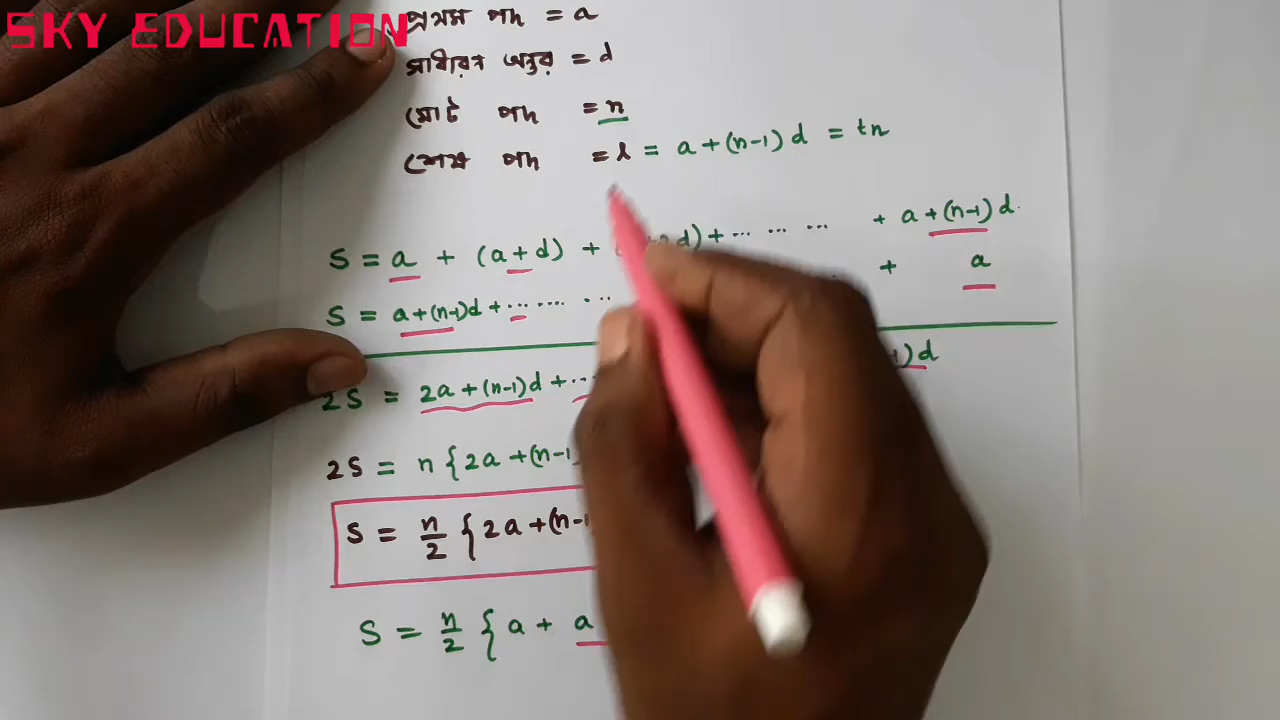 SKY EDUCATION
প্রথম পদ = a
সাধারণ অন্তর = d
মোট পদ = n
শেষ পদ = l = a+(n-1)d = tn
S = a + (a+d) + d)+ ... ... ... + a+(n-1)d
S = a+(n-1)d+ ... ... ... + a
2S = 2a+(n-1)d+... )d
2S = n{2a+(n-1
S = n/2 {2a+(n-1
S = n/2 {a+ a